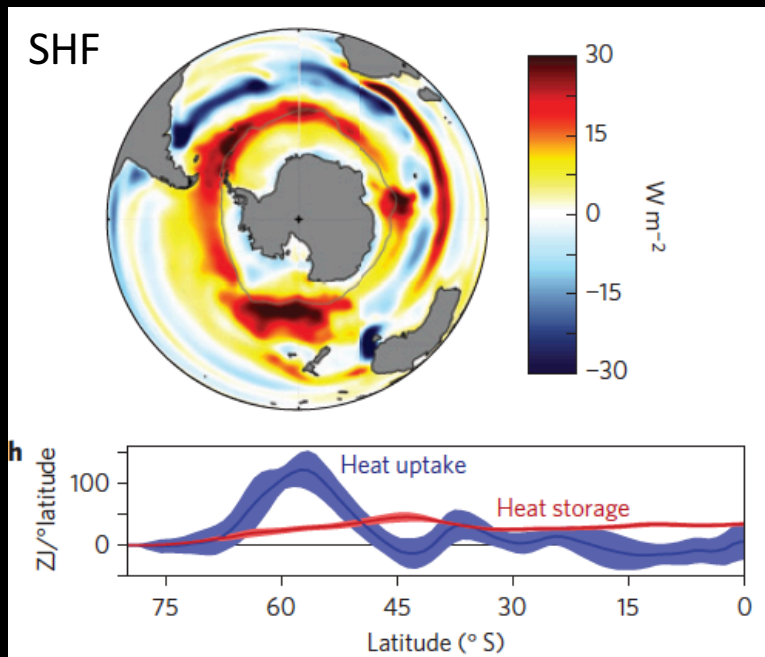 SHF
30
15
0
−15
−30
W m−2
h
Heat uptake
Heat storage
100
0
ZJ/°latitude
75 60 45 30 15 0
Latitude (° S)